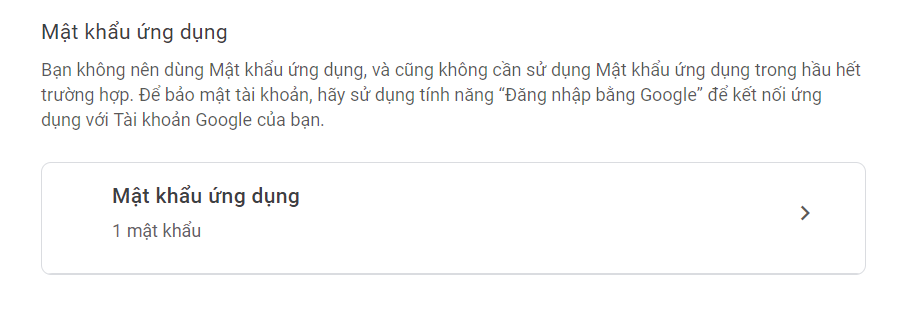 Mật khẩu ứng dụng
Bạn không nên dùng Mật khẩu ứng dụng, và cũng không cần sử dụng Mật khẩu ứng dụng trong hầu hết
trường hợp. Để bảo mật tài khoản, hãy sử dụng tính năng “Đăng nhập bằng Google” để kết nối ứng
dụng với Tài khoản Google của bạn.
Mật khẩu ứng dụng
1 mật khẩu